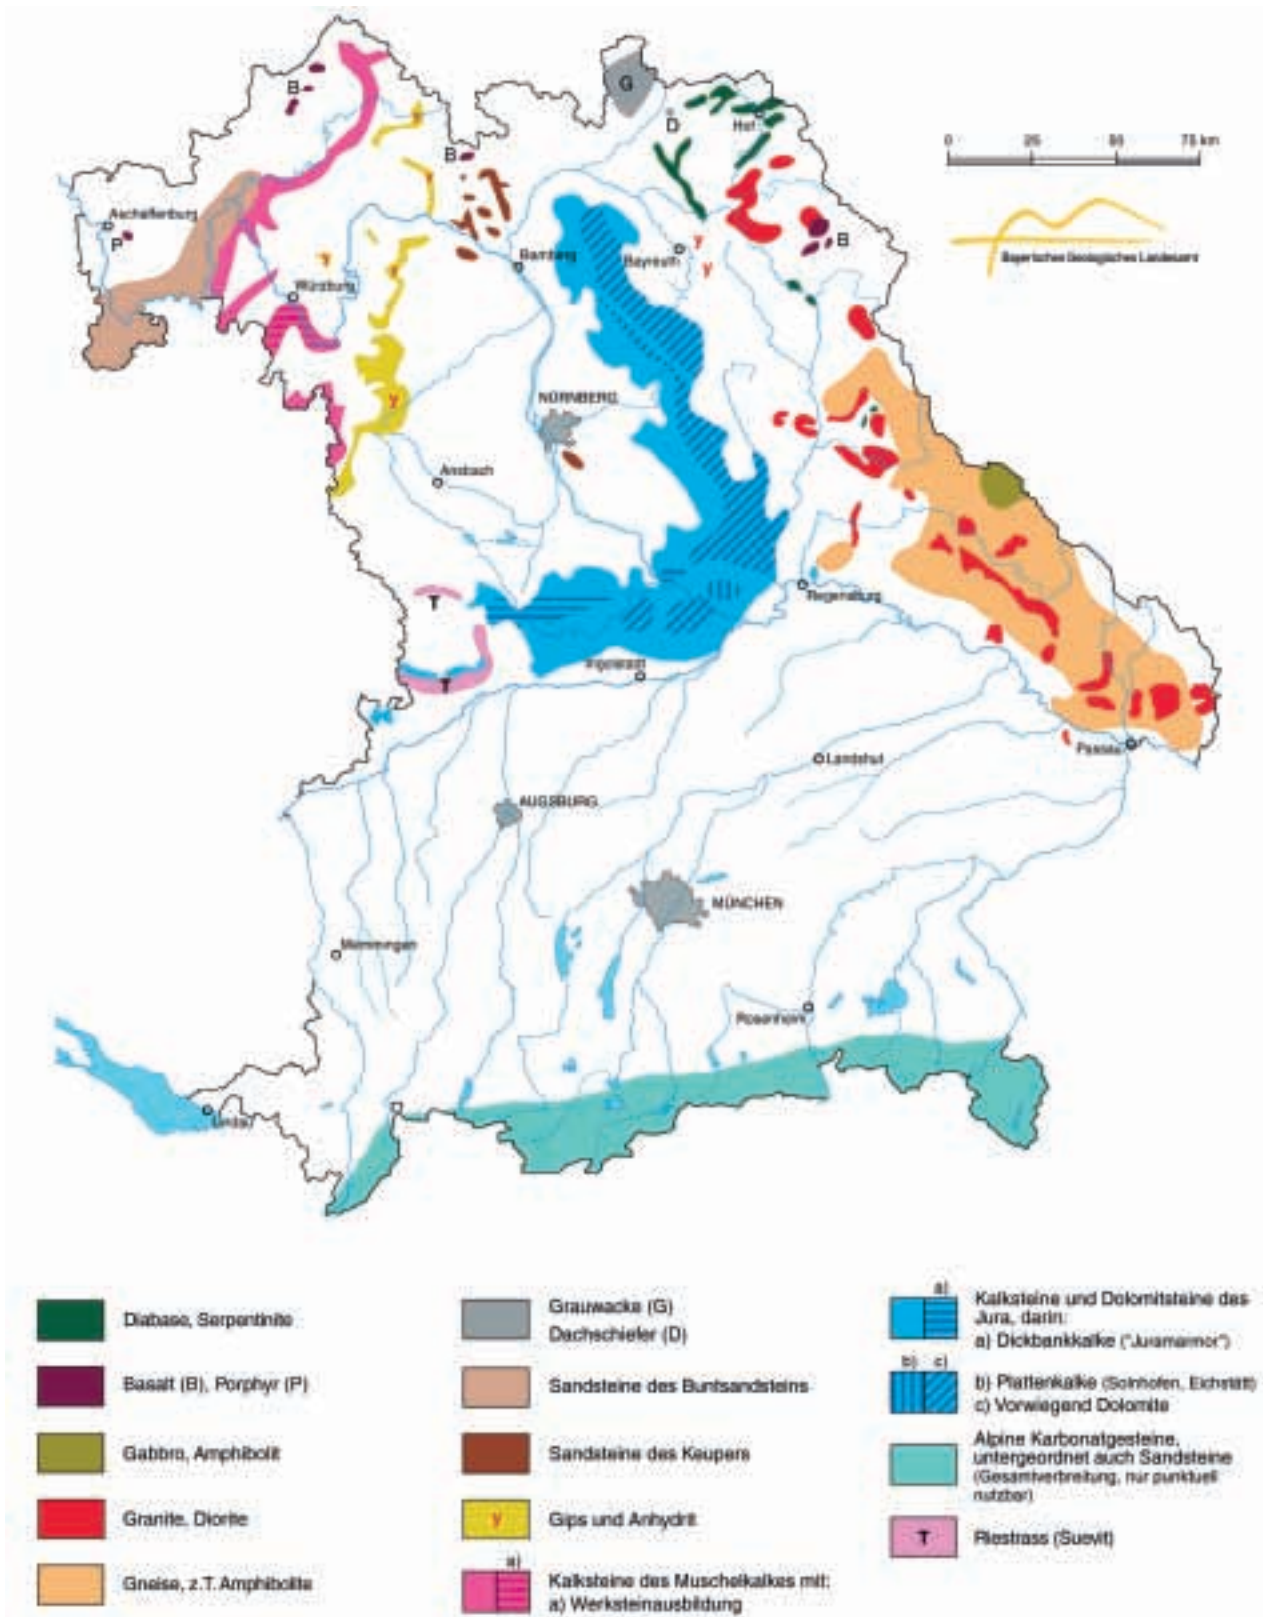 G
B
D
Hof
0 25 50 75 km
B
Aschaffenburg
P
B
Bamberg
Bayreuth
y
y
y
Bayerisches Geologisches Landesamt
Würzburg
NÜRNBERG
y
Ansbach
T
Regensburg
Ingolstadt
T
Passau
Landshut
AUGSBURG
MÜNCHEN
Memmingen
Rosenheim
Lindau
Diabase, Serpentinite
Basalt (B), Porphyr (P)
Gabbro, Amphibolit
Granite, Diorite
Gneise, z.T. Amphibolite
Grauwacke (G)
Dachschiefer (D)
Sandsteine des Buntsandsteins
Sandsteine des Keupers
y
Gips und Anhydrit
a)
Kalksteine des Muschelkalkes mit:
a) Werksteinausbildung
a)
Kalksteine und Dolomitsteine des
Jura, darin:
a) Dickbankkalke ("Juramarmor")
b) c)
b) Plattenkalke (Solnhofen, Eichstätt)
c) Vorwiegend Dolomite
Alpine Karbonatgesteine,
untergeordnet auch Sandsteine
(Gesamtverbreitung, nur punktuell
nutzbar)
T
Riestrass (Suevit)